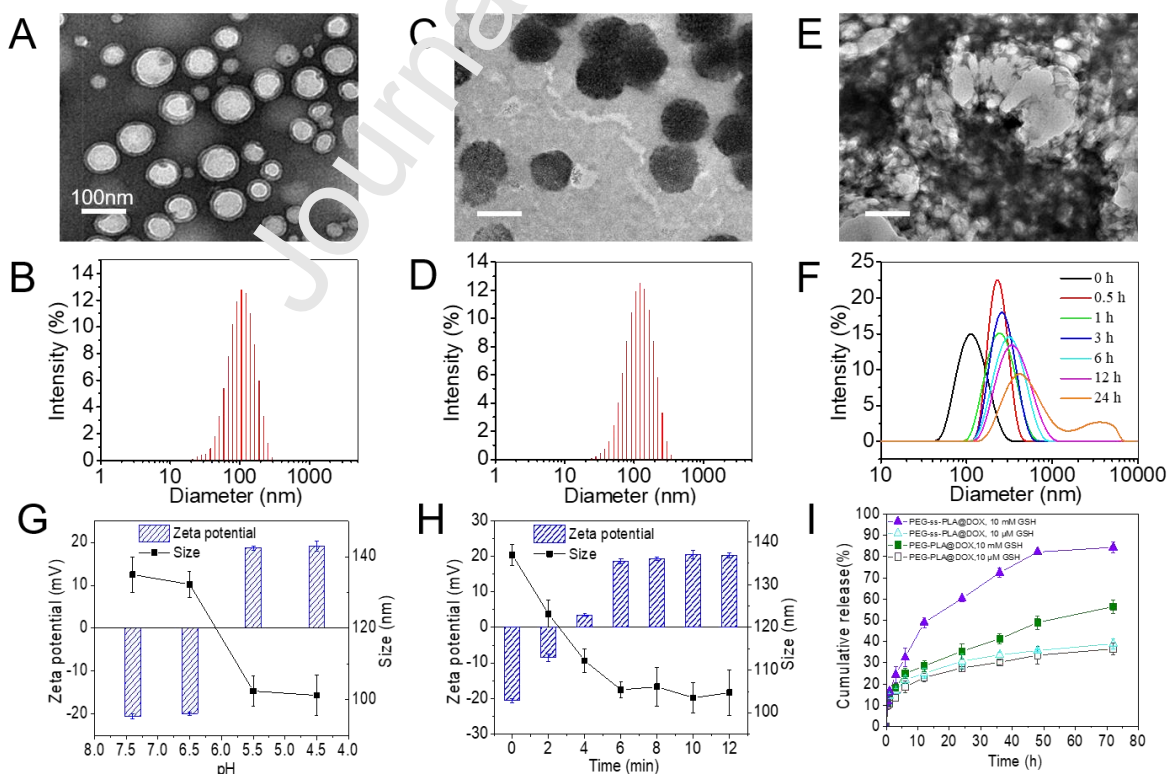 A
C
E
100nm
Journa
B
14
12
10
8
6
4
2
0
Intensity (%)
1
10
100
1000
Diameter (nm)
D
14
12
10
8
6
4
2
0
Intensity (%)
1
10
100
1000
Diameter (nm)
F
25
20
15
10
5
0
Intensity (%)
0 h
0.5 h
1 h
3 h
6 h
12 h
24 h
10
100
1000
10000
Diameter (nm)
G
Zeta potential
Size
20
10
0
-10
-20
Zeta potential (mV)
140
120
100
Size (nm)
8.0 7.5 7.0 6.5 6.0 5.5 5.0 4.5 4.0
pH
H
Zeta potential
Size
30
20
10
0
-10
-20
-30
Zeta potential (mV)
144
136
128
120
112
104
Size (nm)
0 2 4 6 8 10 12
Time (min)
I
PEG-ss-PLA@DOX, 10 mM GSH
PEG-ss-PLA@DOX, 10 μM GSH
PEG-PLA@DOX,10 mM GSH
PEG-PLA@DOX,10 μM GSH
100
90
80
70
60
50
40
30
20
10
0
Cumulative release(%)
0 10 20 30 40 50 60 70 80
Time (h)